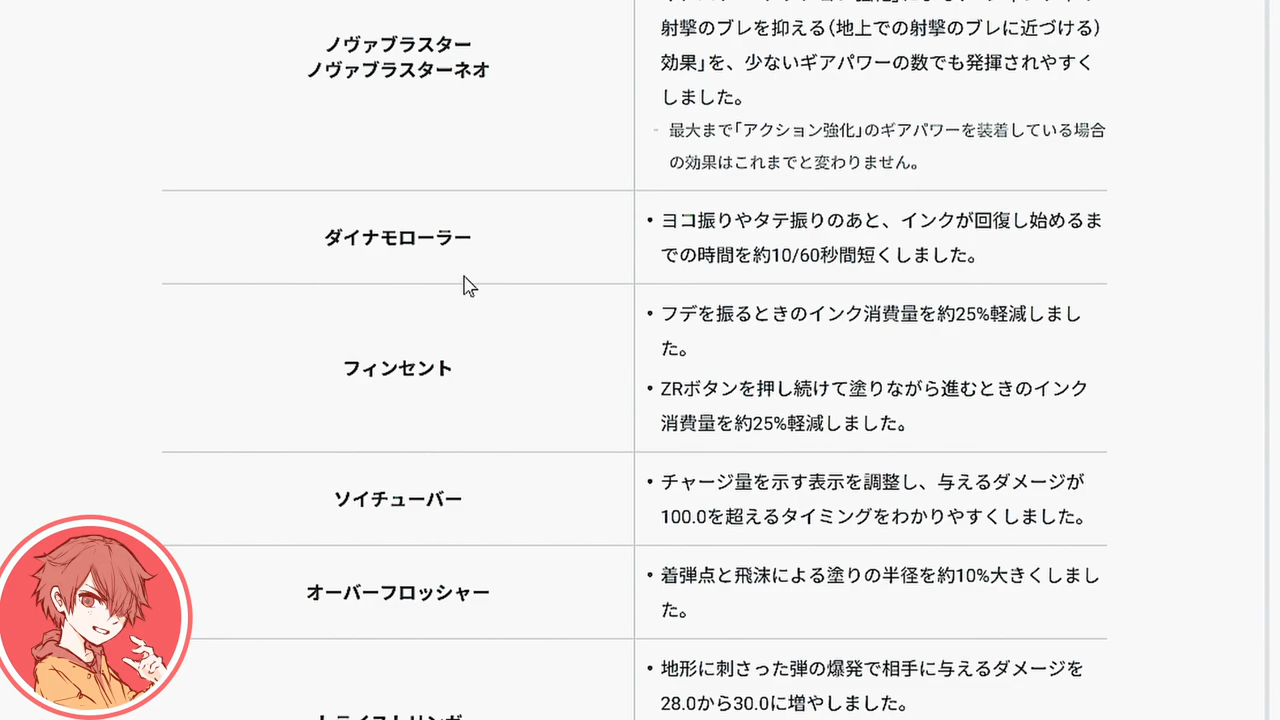 射撃のブレを抑える（地上での射撃のブレに近づける）
ノヴァブラスター
ノヴァブラスターネオ
効果」を、少ないギアパワーの数でも発揮されやすく
しました。
- 最大まで「アクション強化」のギアパワーを装着している場合
の効果はこれまでと変わりません。
ダイナモローラー
• ヨコ振りやタテ振りのあと、インクが回復し始めるま
での時間を約10/60秒間短くしました。
フィンセント
• フデを振るときのインク消費量を約25%軽減しまし
た。
• ZRボタンを押し続けて塗りながら進むときのインク
消費量を約25%軽減しました。
ソイチューバー
• チャージ量を示す表示を調整し、与えるダメージが
100.0を超えるタイミングをわかりやすくしました。
オーバーフロッシャー
• 着弾点と飛沫による塗りの半径を約10%大きくしまし
た。
• 地形に刺さった弾の爆発で相手に与えるダメージを
28.0から30.0に増やしました。